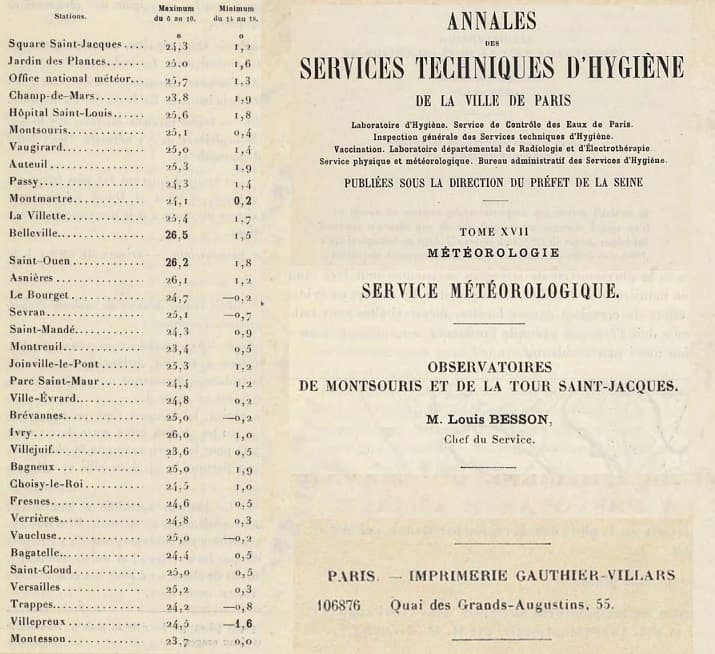 Stations.
Maximum
du 6 au 10.
Minimum
du 14 au 18.
o o
Square Saint-Jacques.... 24,3 1,2
Jardin des Plantes....... 25,0 1,6
Office national météor... 25,7 1,3
Champ-de-Mars........... 23,8 1,9
Hôpital Saint-Louis...... 25,6 1,8
Montsouris............... 25,1 0,4
Vaugirard................ 25,0 1,4
Auteuil.................. 25,3 1,9
Passy.................... 24,3 1,4
Montmartre............... 24,1 0,2
La Villette.............. 25,4 1,7
Belleville............... 26,5 1,5
Saint-Ouen............... 26,2 1,8
Asnières................. 26,1 1,2
Le Bourget............... 24,7 —0,2
Sevran................... 25,1 —0,7
Saint-Mandé.............. 24,3 0,9
Montreuil................ 23,4 0,5
Joinville-le-Pont........ 25,3 1,2
Parc Saint-Maur.......... 24,4 1,2
Ville-Évrard............. 24,8 0,2
Brévannes................ 25,0 —0,2
Ivry..................... 26,0 1,0
Villejuif................ 23,6 0,5
Bagneux.................. 25,0 1,9
Choisy-le-Roi............ 24,5 1,0
Fresnes.................. 24,6 0,5
Verrières................ 24,8 0,3
Vaucluse................. 25,0 —0,2
Bagatelle................ 24,4 0,5
Saint-Cloud.............. 25,0 0,5
Versailles............... 25,2 0,3
Trappes.................. 24,2 —0,8
Villepreux............... 24,5 —1,6
Montesson................ 23,7 0,0
ANNALES
DES
SERVICES TECHNIQUES D'HYGIÈNE
DE LA VILLE DE PARIS
Laboratoire d'Hygiène. Service de Contrôle des Eaux de Paris.
Inspection générale des Services techniques d'Hygiène.
Vaccination. Laboratoire départemental de Radiologie et d'Électrothérapie
Service physique et météorologique. Bureau administratif des Services d'Hygiène.
PUBLIÉES SOUS LA DIRECTION DU PRÉFET DE LA SEINE
TOME XVII
MÉTÉOROLOGIE
SERVICE MÉTÉOROLOGIQUE.
OBSERVATOIRES
DE MONTSOURIS ET DE LA TOUR SAINT-JACQUES.
M. Louis BESSON,
Chef du Service.
PARIS. — IMPRIMERIE GAUTHIER-VILLARS
106876 Quai des Grands-Augustins, 55.